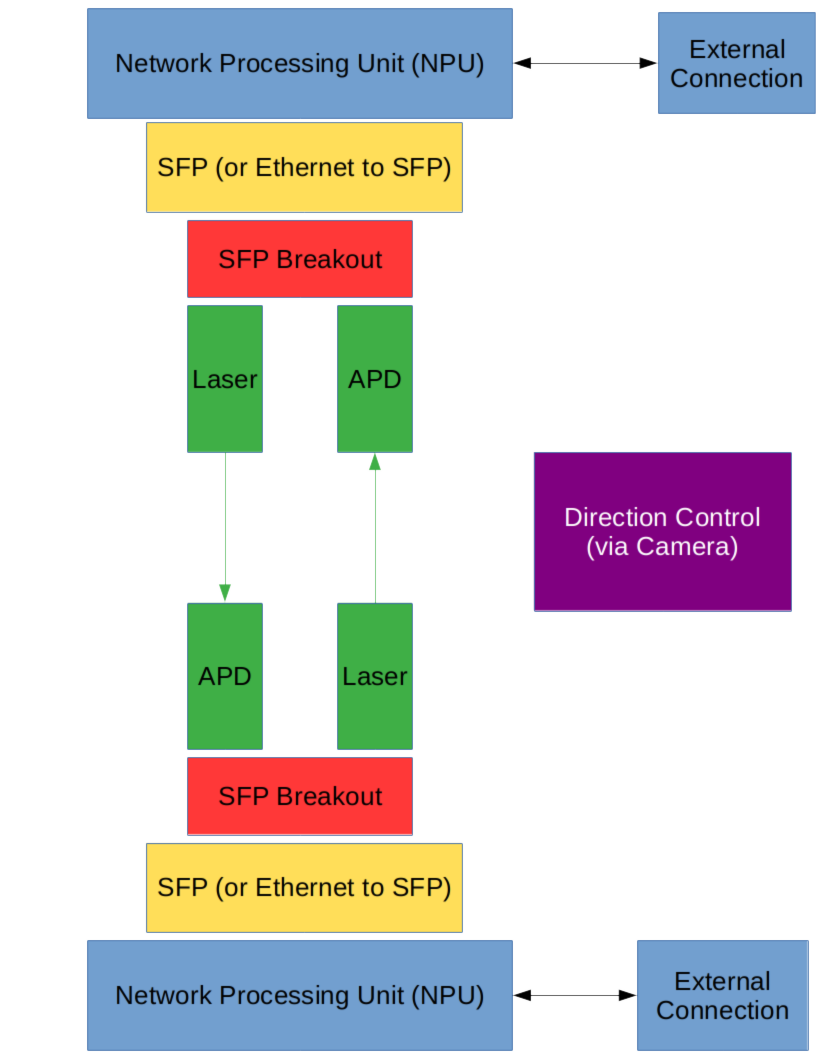 Network Processing Unit (NPU)
External
Connection
SFP (or Ethernet to SFP)
SFP Breakout
Laser
APD
Direction Control
(via Camera)
APD
Laser
SFP Breakout
SFP (or Ethernet to SFP)
Network Processing Unit (NPU)
External
Connection